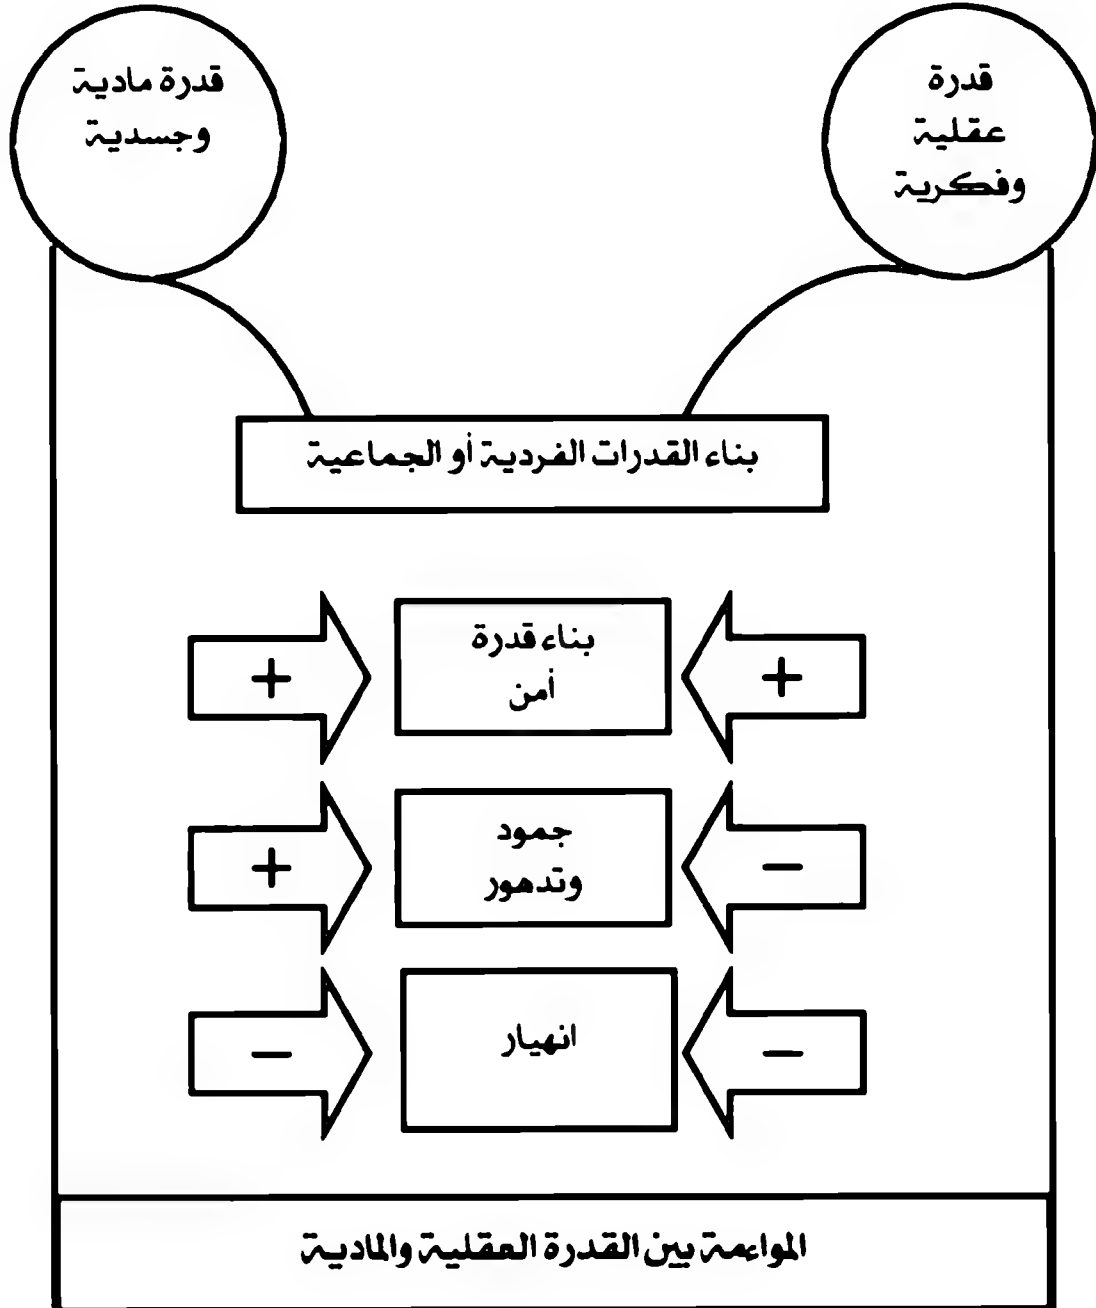 قدرة
عقلية
وفكرية
قدرة مادية
وجسدية
بناء القدرات الفردية أو الجماعية
+
بناء قدرة
أمن
+
−
جمود
وتدهور
+
−
انهيار
−
المواءمة بين القدرة العقلية والمادية